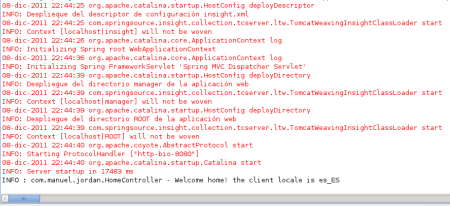 08-dic-2011 22:44:25 org.apache.catalina.startup.HostConfig deployDescriptor
INFO: Despliegue del descriptor de configuración insight.xml
08-dic-2011 22:44:25 com.springsource.insight.collection.tcserver.ltw.TomcatWeavingInsightClassLoader start
INFO: Context [localhost|insight] will not be woven
08-dic-2011 22:44:26 org.apache.catalina.core.ApplicationContext log
INFO: Initializing Spring root WebApplicationContext
08-dic-2011 22:44:36 org.apache.catalina.core.ApplicationContext log
INFO: Initializing Spring FrameworkServlet 'Spring MVC Dispatcher Servlet'
08-dic-2011 22:44:39 org.apache.catalina.startup.HostConfig deployDirectory
INFO: Despliegue del directorio manager de la aplicación web
08-dic-2011 22:44:39 com.springsource.insight.collection.tcserver.ltw.TomcatWeavingInsightClassLoader start
INFO: Context [localhost|manager] will not be woven
08-dic-2011 22:44:39 org.apache.catalina.startup.HostConfig deployDirectory
INFO: Despliegue del directorio ROOT de la aplicación web
08-dic-2011 22:44:39 com.springsource.insight.collection.tcserver.ltw.TomcatWeavingInsightClassLoader start
INFO: Context [localhost|ROOT] will not be woven
08-dic-2011 22:44:40 org.apache.coyote.AbstractProtocol start
INFO: Starting ProtocolHandler ["http-bio-8080"]
08-dic-2011 22:44:40 org.apache.catalina.startup.Catalina start
INFO: Server startup in 17483 ms
INFO : com.manuel.jordan.HomeController - Welcome home! the client locale is es_ES